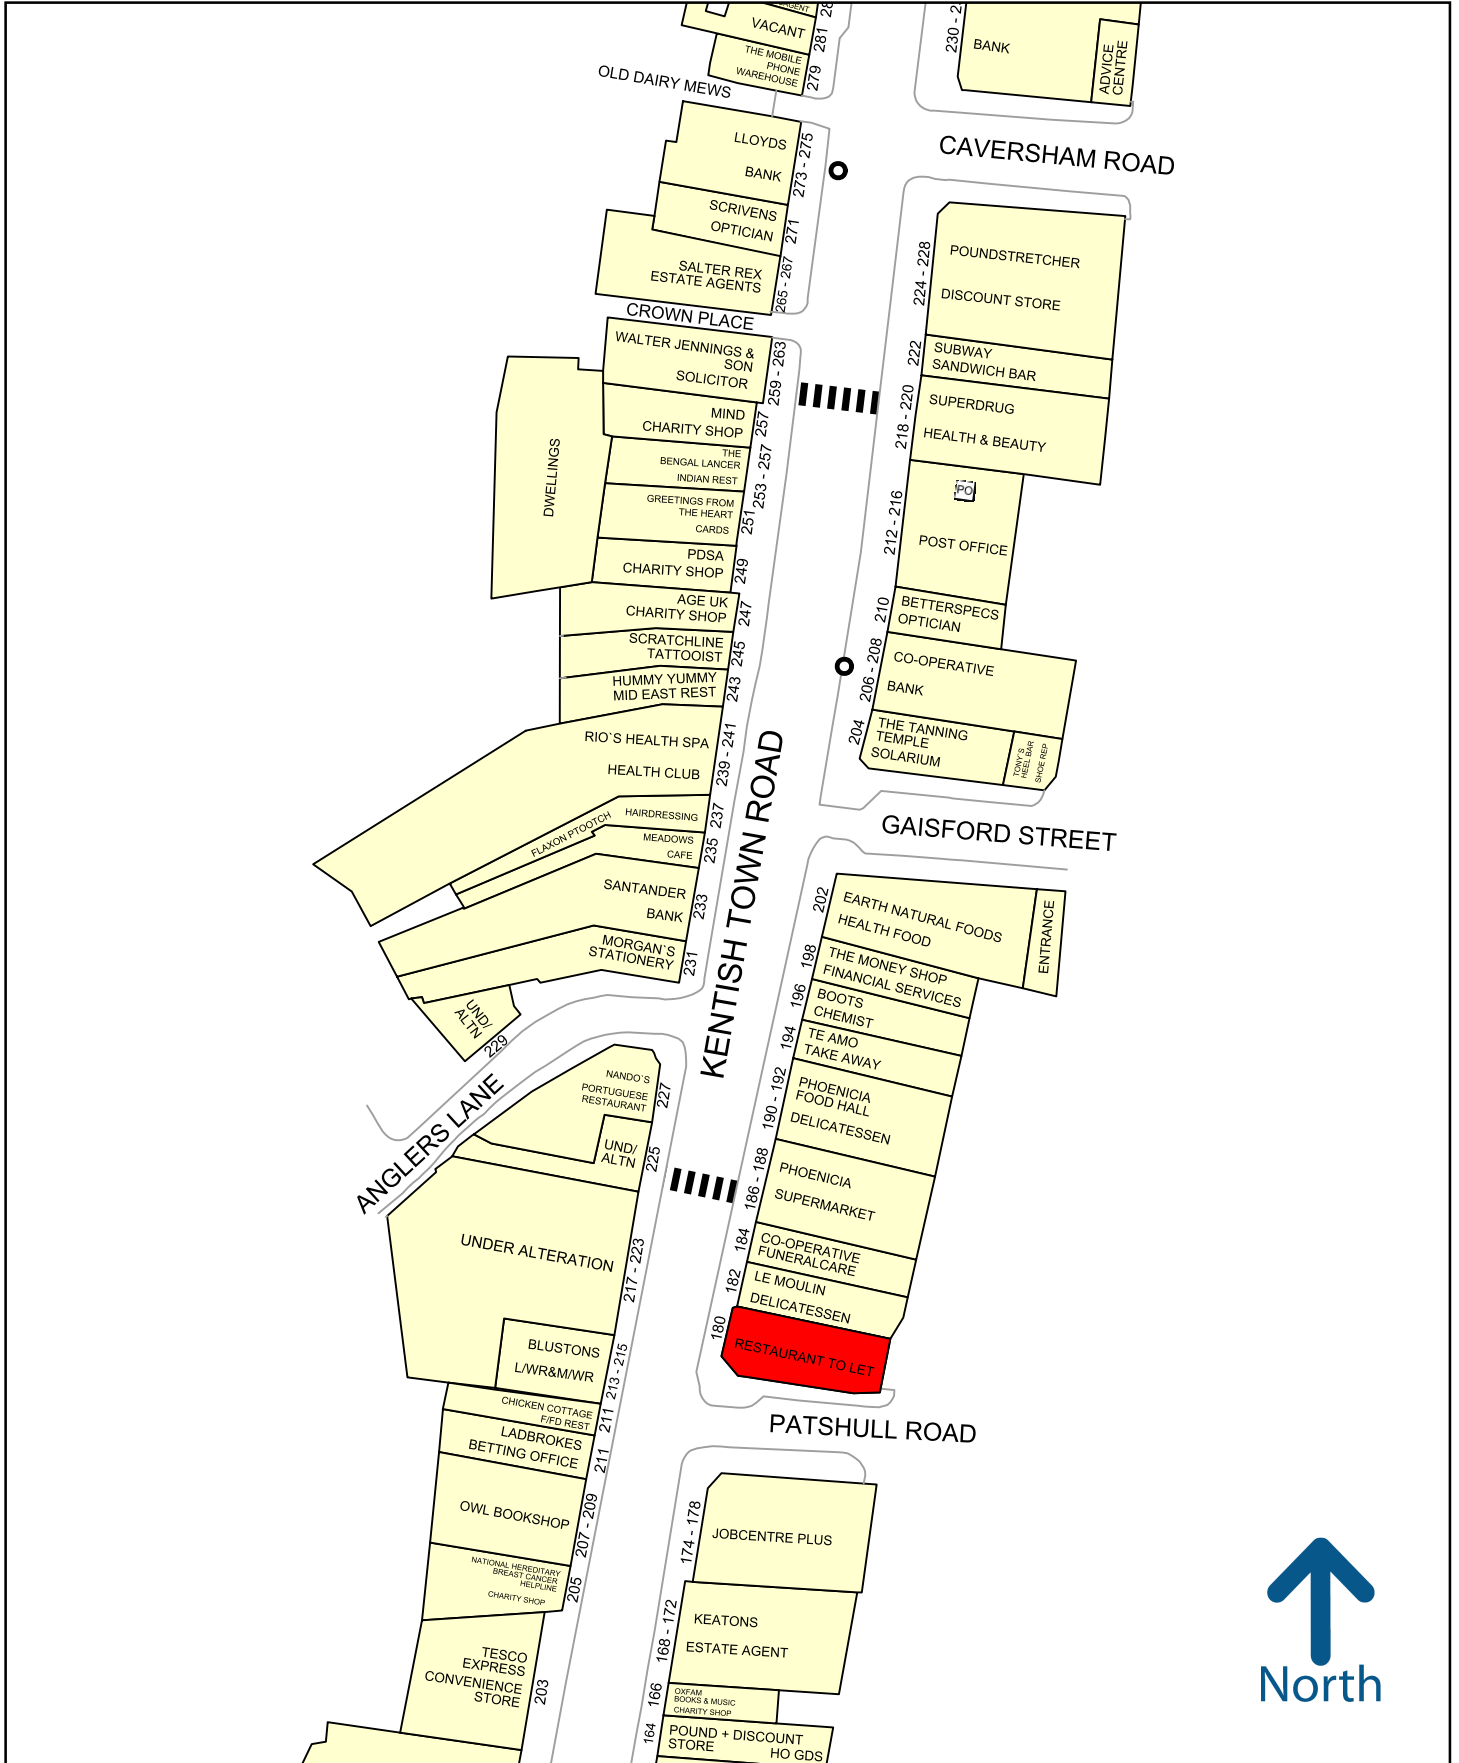 VACANT
281
THE MOBILE
PHONE
WAREHOUSE
279
OLD DAIRY MEWS
BANK
ADVICE
CENTRE
CAVERSHAM ROAD
LLOYDS
BANK
273 - 275
SCRIVENS
OPTICIAN
271
SALTER REX
ESTATE AGENTS
265 - 267
CROWN PLACE
WALTER JENNINGS &
SON
SOLICITOR
259 - 263
MIND
CHARITY SHOP
257
THE
BENGAL LANCER
INDIAN REST
253 - 257
GREETINGS FROM
THE HEART
CARDS
251
DWELLINGS
PDSA
CHARITY SHOP
249
AGE UK
CHARITY SHOP
247
SCRATCHLINE
TATTOOIST
245
HUMMY YUMMY
MID EAST REST
243
RIO`S HEALTH SPA
HEALTH CLUB
239 - 241
FLAXON PTOOTCH
HAIRDRESSING
237
MEADOWS
CAFE
235
SANTANDER
BANK
233
MORGAN`S
STATIONERY
231
UND/
ALTN
229
ANGLERS LANE
KENTISH TOWN ROAD
POUNDSTRETCHER
DISCOUNT STORE
224 - 228
SUBWAY
SANDWICH BAR
222
SUPERDRUG
HEALTH & BEAUTY
218 - 220
PO
POST OFFICE
212 - 216
BETTERSPECS
OPTICIAN
210
CO-OPERATIVE
BANK
206 - 208
THE TANNING
TEMPLE
SOLARIUM
204
TONY`S
HEEL BAR
SHOE REP
GAISFORD STREET
202
EARTH NATURAL FOODS
HEALTH FOOD
ENTRANCE
198
THE MONEY SHOP
FINANCIAL SERVICES
196
BOOTS
CHEMIST
194
TE AMO
TAKE AWAY
190 - 192
PHOENICIA
FOOD HALL
DELICATESSEN
186 - 188
PHOENICIA
SUPERMARKET
184
CO-OPERATIVE
FUNERALCARE
182
LE MOULIN
DELICATESSEN
180
RESTAURANT TO LET
PATSHULL ROAD
NANDO`S
PORTUGUESE
RESTAURANT
227
UND/
ALTN
225
UNDER ALTERATION
217 - 223
BLUSTONS
L/WR&M/WR
213 - 215
CHICKEN COTTAGE
F/FD REST
211
LADBROKES
BETTING OFFICE
211
OWL BOOKSHOP
207 - 209
NATIONAL HEREDITARY
BREAST CANCER
HELPLINE
CHARITY SHOP
205
TESCO
EXPRESS
CONVENIENCE
STORE
203
174 - 178
JOBCENTRE PLUS
168 - 172
KEATONS
ESTATE AGENT
166
OXFAM
BOOKS & MUSIC
CHARITY SHOP
164
POUND + DISCOUNT
STORE
HO GDS
North